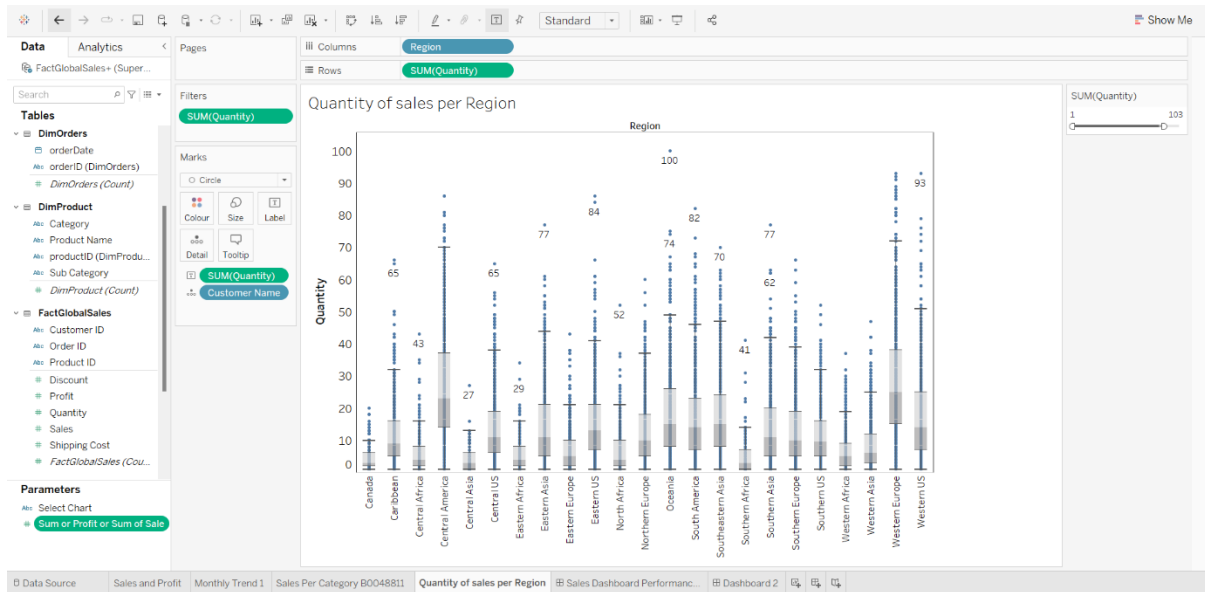 Standard
Show Me
Data
Analytics
FactGlobalSales+ (Super...
Search
Tables
DimOrders
orderDate
Abc orderID (DimOrders)
# DimOrders (Count)
DimProduct
Abc Category
Abc Product Name
Abc productID (DimProdu...
Abc Sub Category
# DimProduct (Count)
FactGlobalSales
Abc Customer ID
Abc Order ID
Abc Product ID
# Discount
# Profit
# Quantity
# Sales
# Shipping Cost
# FactGlobalSales (Cou...
Parameters
Abc Select Chart
# Sum or Profit or Sum of Sale
Pages
Filters
SUM(Quantity)
Marks
Circle
Colour
Size
Label
Detail
Tooltip
SUM(Quantity)
Customer Name
Columns
Region
Rows
SUM(Quantity)
Quantity of sales per Region
Region
Quantity
100
90
80
70
60
50
40
30
20
10
0
65
43
27
65
29
77
84
52
100
74
82
70
41
77
62
93
Canada
Caribbean
Central Africa
Central America
Central Asia
Central US
Eastern Africa
Eastern Asia
Eastern Europe
Eastern US
North Africa
Northern Europe
Oceania
South America
Southeastern Asia
Southern Africa
Southern Asia
Southern Europe
Southern US
Western Africa
Western Asia
Western Europe
Western US
SUM(Quantity)
1
103
Data Source
Sales and Profit
Monthly Trend 1
Sales Per Category B0048811
Quantity of sales per Region
Sales Dashboard Performanc...
Dashboard 2